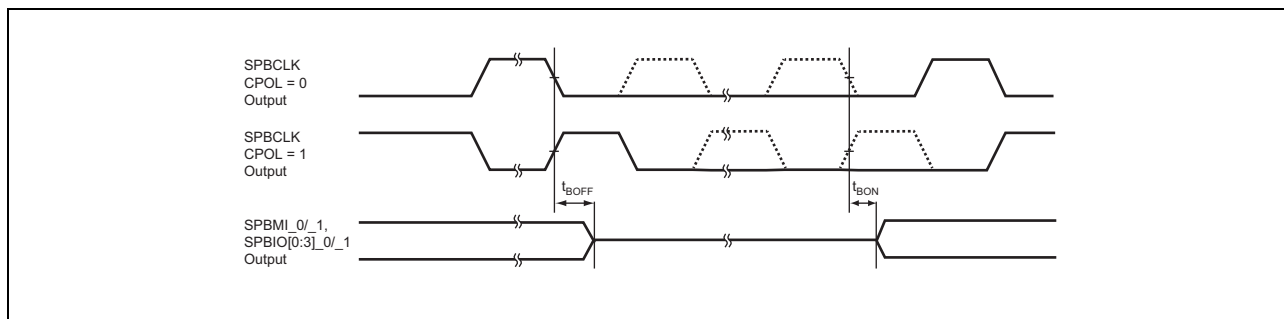 SPBCLK
CPOL = 0
Output
SPBCLK
CPOL = 1
Output
tBOFF
tBON
SPBMI_0/_1,
SPBIO[0:3]_0/_1
Output